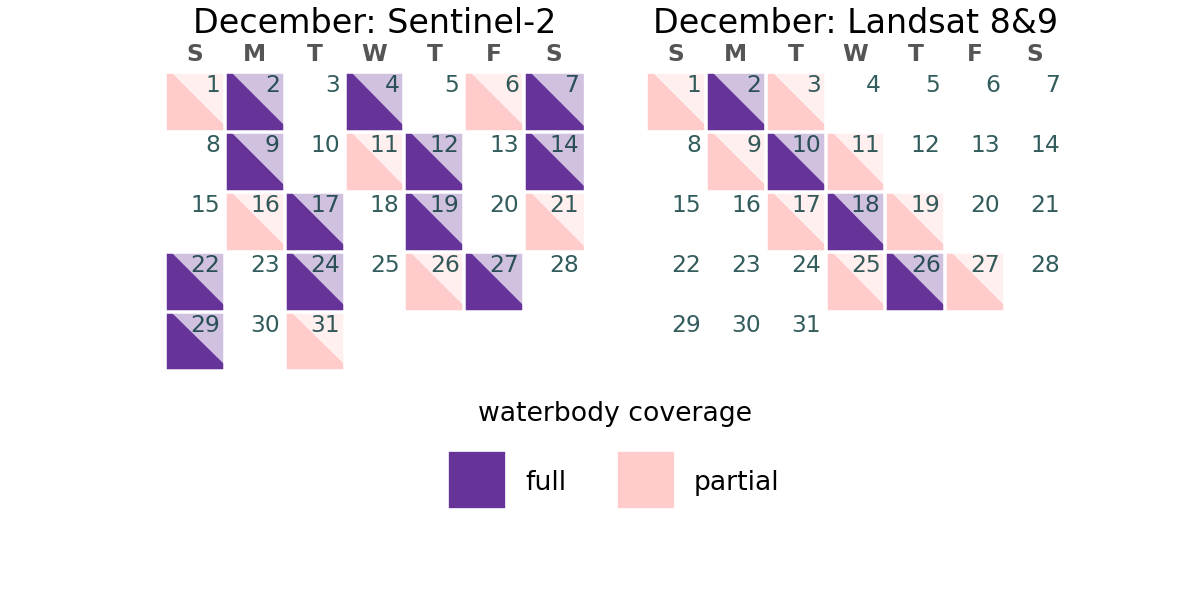 December: Sentinel-2
S M T W T F S
1 2 3 4 5 6 7
8 9 10 11 12 13 14
15 16 17 18 19 20 21
22 23 24 25 26 27 28
29 30 31
December: Landsat 8&9
S M T W T F S
1 2 3 4 5 6 7
8 9 10 11 12 13 14
15 16 17 18 19 20 21
22 23 24 25 26 27 28
29 30 31
waterbody coverage
full partial